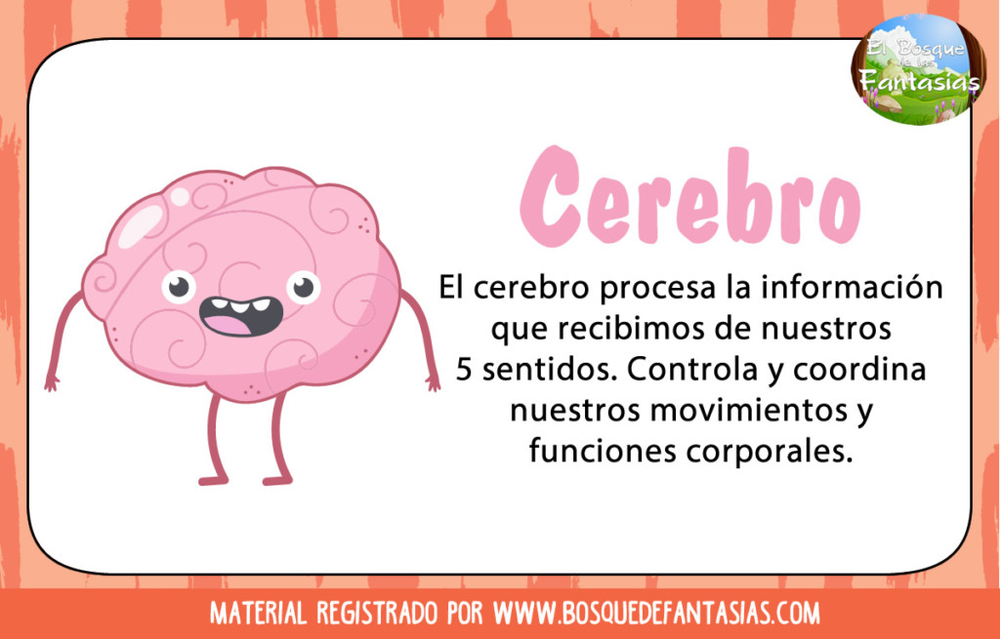 El Bosque
de las
Fantasías
Cerebro
El cerebro procesa la información
que recibimos de nuestros
5 sentidos. Controla y coordina
nuestros movimientos y
funciones corporales.
MATERIAL REGISTRADO POR WWW.BOSQUEDEFANTASIAS.COM